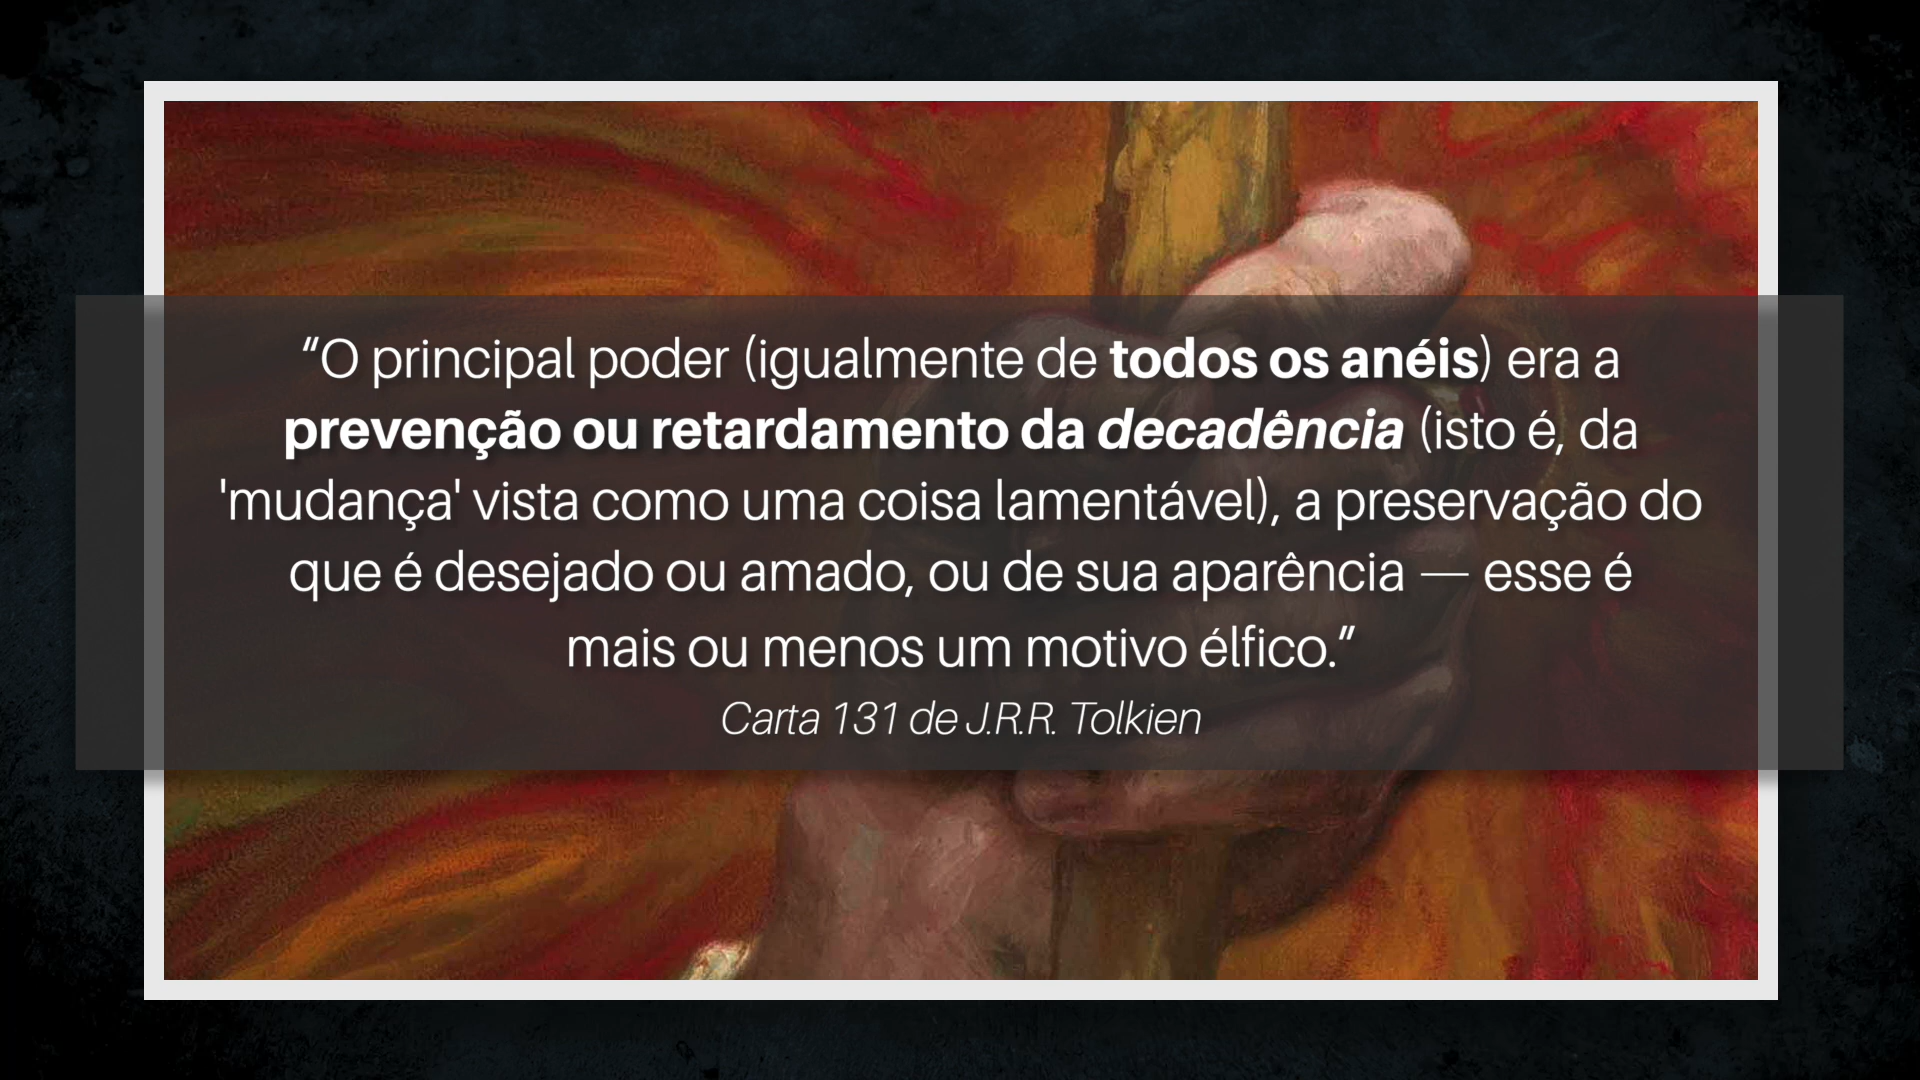 “O principal poder (igualmente de todos os anéis) era a
prevenção ou retardamento da decadência (isto é, da
'mudança' vista como uma coisa lamentável), a preservação do
que é desejado ou amado, ou de sua aparência — esse é
mais ou menos um motivo élfico.”
Carta 131 de J.R.R. Tolkien